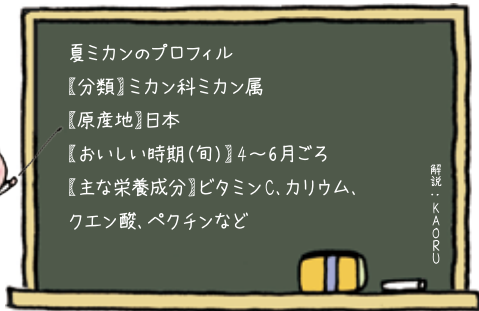 夏ミカンのプロフィル
〖分類〗ミカン科ミカン属
〖原産地〗日本
〖おいしい時期(旬)〗4〜6月ごろ
〖主な栄養成分〗ビタミンC、カリウム、
クエン酸、ペクチンなど
解説：KAORU